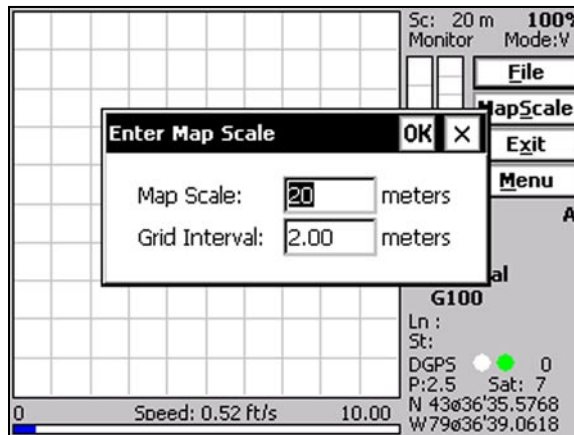 Sc: 20 m 100%
Monitor Mode:V
File
MapScale
Exit
Menu
Enter Map Scale OK ×
Map Scale: 20 meters
Grid Interval: 2.00 meters
A
al
G100
Ln :
St:
DGPS 0
P:2.5 Sat: 7
N 43ø36'35.5768
W79ø36'39.0618
0 Speed: 0.52 ft/s 10.00